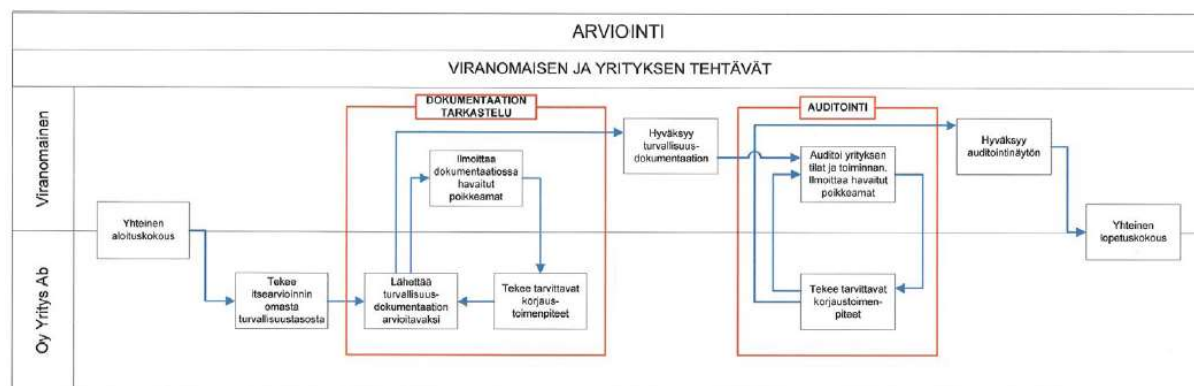 ARVIOINTI
VIRANOMAISEN JA YRITYKSEN TEHTÄVÄT
Viranomainen
Oy Yritys Ab
Yhteinen
aloituskokous
Tekee
itsearvioinnin
omasta
turvallisuustasosta
DOKUMENTAATION
TARKASTELU
Ilmoittaa
dokumentaatiossa
havaitut
poikkeamat
Lähettää
turvallisuus-
dokumentaation
arvioitavaksi
Tekee tarvittavat
korjaus-
toimenpiteet
Hyväksyy
turvallisuus-
dokumentaation
AUDITOINTI
Auditoi yrityksen
tilat ja toiminnan.
Ilmoittaa havaitut
poikkeamat
Tekee tarvittavat
korjaustoimen-
piteet
Hyväksyy
auditointinäytön
Yhteinen
lopetuskokous